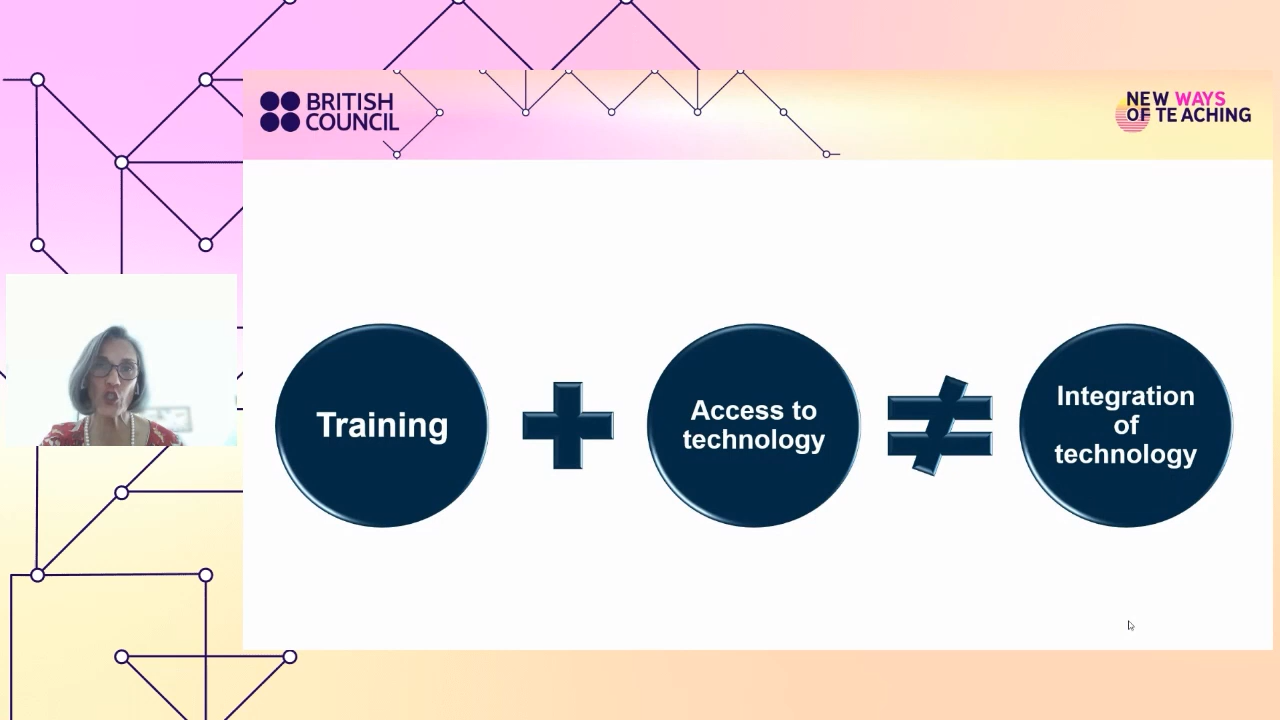 BRITISH
COUNCIL
NEW WAYS
OF TEACHING
Training
Access to
technology
Integration
of
technology